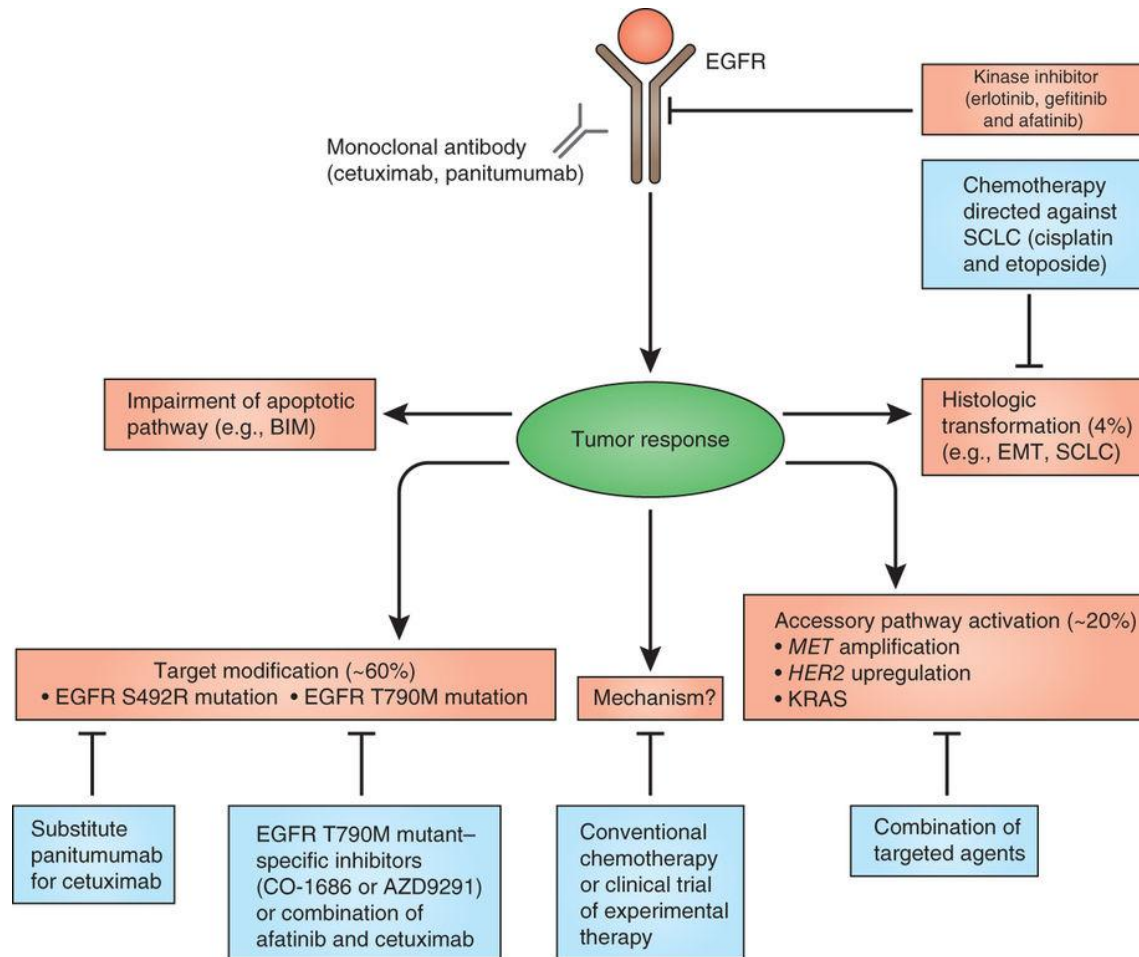 EGFR
Kinase inhibitor
(erlotinib, gefitinib
and afatinib)
Monoclonal antibody
(cetuximab, panitumumab)
Chemotherapy
directed against
SCLC (cisplatin
and etoposide)
Impairment of apoptotic
pathway (e.g., BIM)
Tumor response
Histologic
transformation (4%)
(e.g., EMT, SCLC)
Target modification (~60%)
• EGFR S492R mutation • EGFR T790M mutation
Mechanism?
Accessory pathway activation (~20%)
• MET amplification
• HER2 upregulation
• KRAS
Substitute
panitumumab
for cetuximab
EGFR T790M mutant–
specific inhibitors
(CO-1686 or AZD9291)
or combination of
afatinib and cetuximab
Conventional
chemotherapy
or clinical trial
of experimental
therapy
Combination of
targeted agents